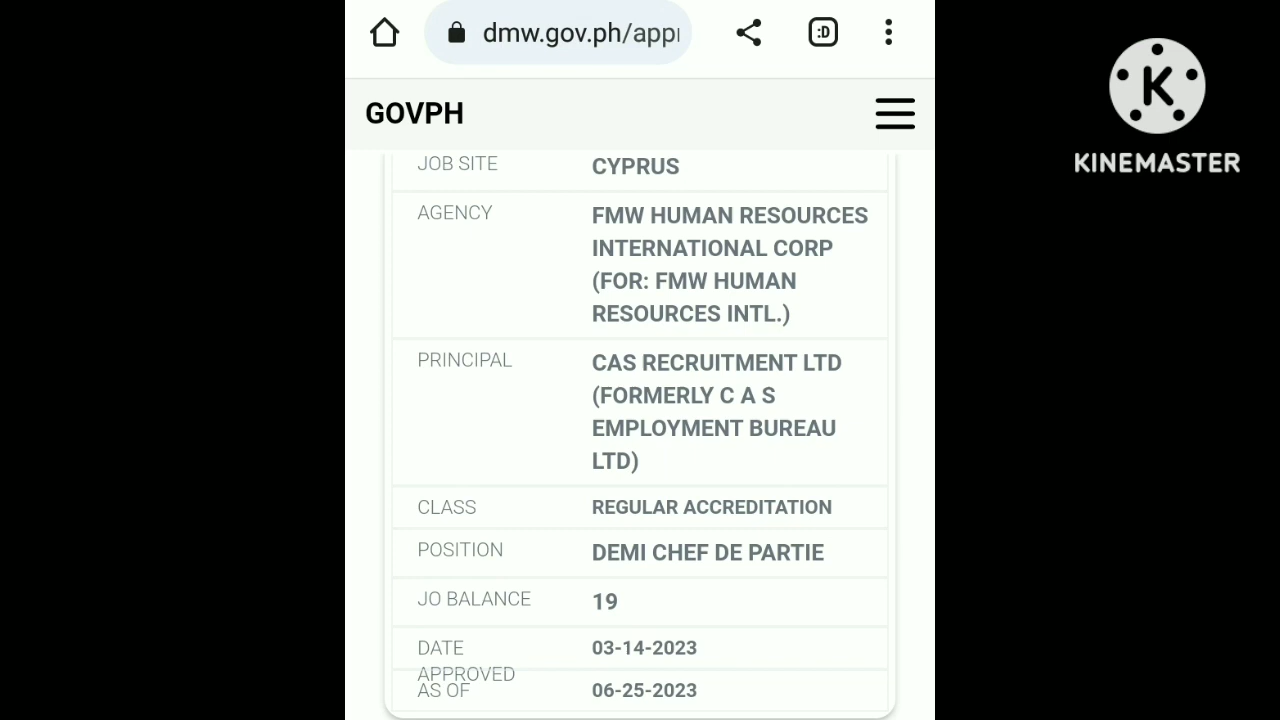 dmw.gov.ph/app
:D
GOVPH
K
KINEMASTER
JOB SITE CYPRUS
AGENCY FMW HUMAN RESOURCES
INTERNATIONAL CORP
(FOR: FMW HUMAN
RESOURCES INTL.)
PRINCIPAL CAS RECRUITMENT LTD
(FORMERLY C A S
EMPLOYMENT BUREAU
LTD)
CLASS REGULAR ACCREDITATION
POSITION DEMI CHEF DE PARTIE
JO BALANCE 19
DATE 03-14-2023
APPROVED
AS OF 06-25-2023